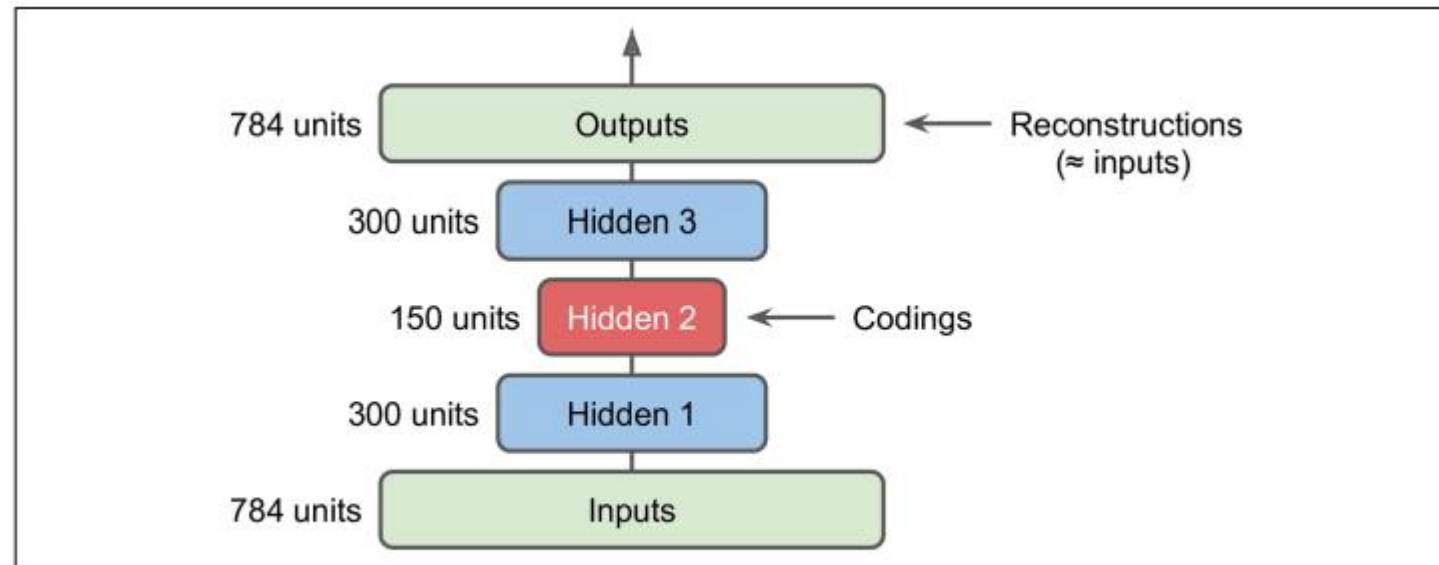 784 units
Outputs
Reconstructions
(≈ inputs)
300 units
Hidden 3
150 units
Hidden 2
Codings
300 units
Hidden 1
784 units
Inputs